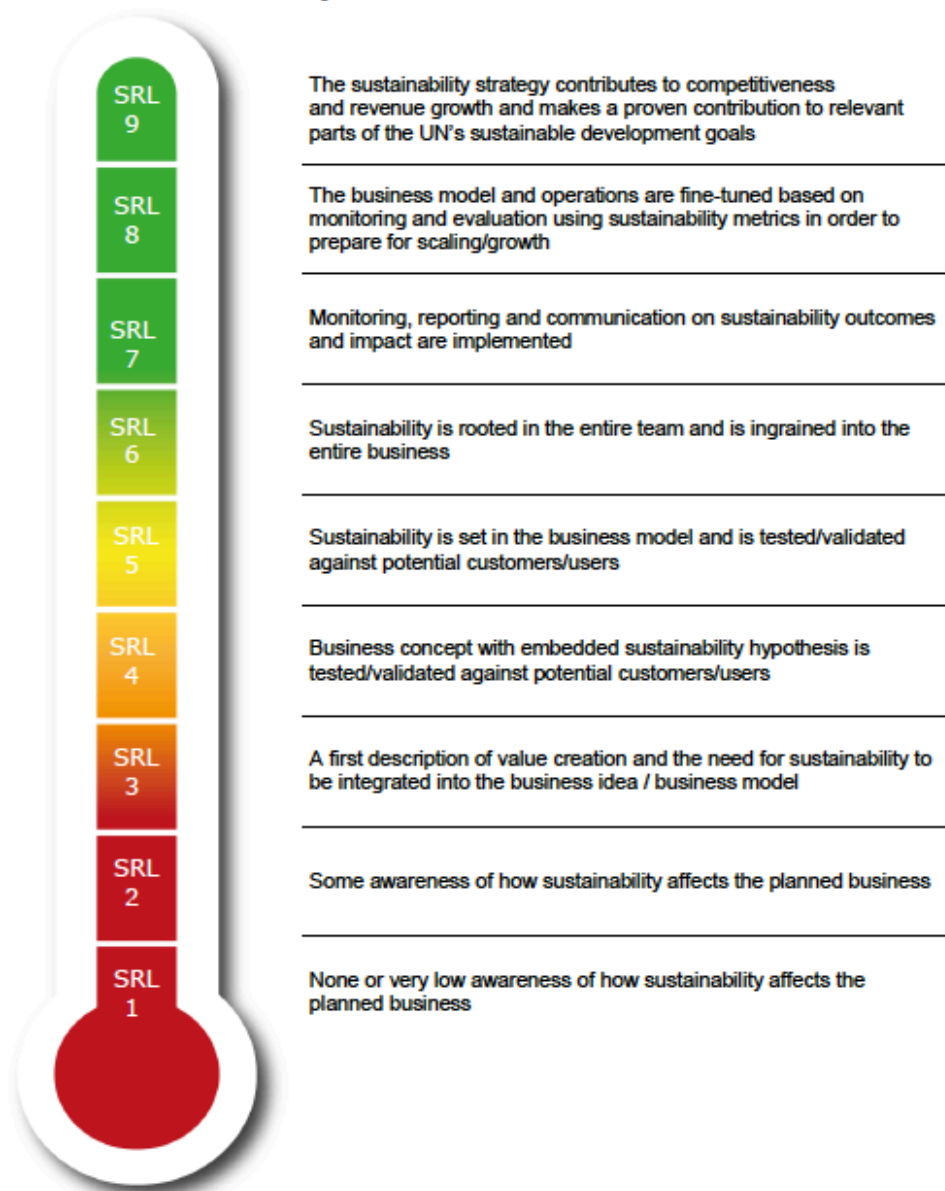 SRL
9
The sustainability strategy contributes to competitiveness
and revenue growth and makes a proven contribution to relevant
parts of the UN's sustainable development goals
SRL
8
The business model and operations are fine-tuned based on
monitoring and evaluation using sustainability metrics in order to
prepare for scaling/growth
SRL
7
Monitoring, reporting and communication on sustainability outcomes
and impact are implemented
SRL
6
Sustainability is rooted in the entire team and is ingrained into the
entire business
SRL
5
Sustainability is set in the business model and is tested/validated
against potential customers/users
SRL
4
Business concept with embedded sustainability hypothesis is
tested/validated against potential customers/users
SRL
3
A first description of value creation and the need for sustainability to
be integrated into the business idea / business model
SRL
2
Some awareness of how sustainability affects the planned business
SRL
1
None or very low awareness of how sustainability affects the
planned business